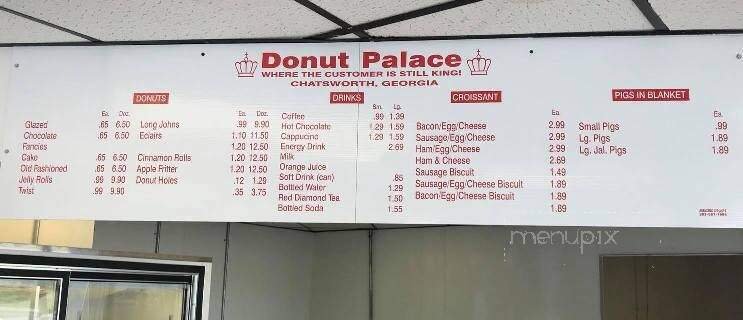 Donut Palace
WHERE THE CUSTOMER IS STILL KING!
CHATSWORTH, GEORGIA
DONUTS
Ea. Doz.
Glazed .65 6.50
Chocolate .65 6.50
Fancies
Cake .65 6.50
Old Fashioned .65 6.50
Jelly Rolls .99 9.90
Twist .99 9.90
Ea. Doz.
Long Johns .99 9.90
Eclairs 1.10 11.50
1.20 12.50
Cinnamon Rolls 1.20 12.50
Apple Fritter 1.20 12.50
Donut Holes .12 1.29
.35 3.75
DRINKS
Sm. Lg.
Coffee .99 1.39
Hot Chocolate 1.29 1.59
Cappucino 1.29 1.59
Energy Drink 2.69
Milk
Orange Juice
Soft Drink (can) .85
Bottled Water 1.29
Red Diamond Tea 1.50
Bottled Soda 1.55
CROISSANT
Ea.
Bacon/Egg/Cheese 2.99
Sausage/Egg/Cheese 2.99
Ham/Egg/Cheese 2.99
Ham & Cheese 2.69
Sausage Biscuit 1.49
Sausage/Egg/Cheese Biscuit 1.89
Bacon/Egg/Cheese Biscuit 1.89
PIGS IN BLANKET
Ea.
Small Pigs .99
Lg. Pigs 1.89
Lg. Jal. Pigs 1.89
menupix